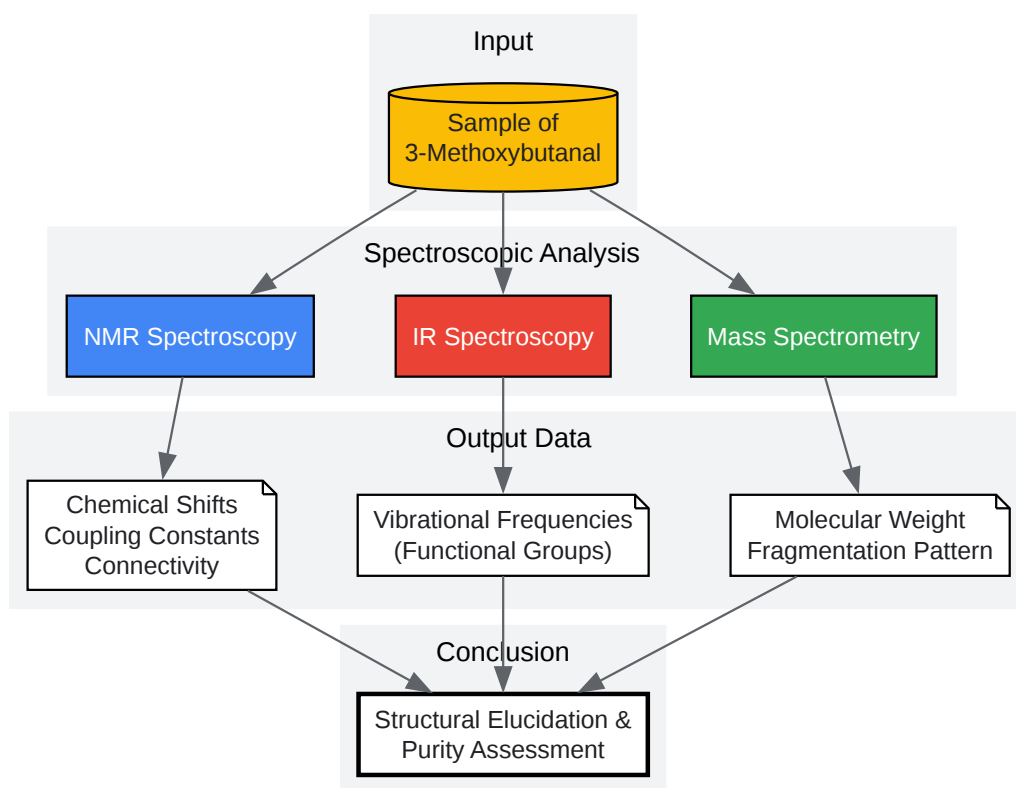 Input
Sample of
3-Methoxybutanal
Spectroscopic Analysis
NMR Spectroscopy
IR Spectroscopy
Mass Spectrometry
Output Data
Chemical Shifts
Coupling Constants
Connectivity
Vibrational Frequencies
(Functional Groups)
Molecular Weight
Fragmentation Pattern
Conclusion
Structural Elucidation &
Purity Assessment